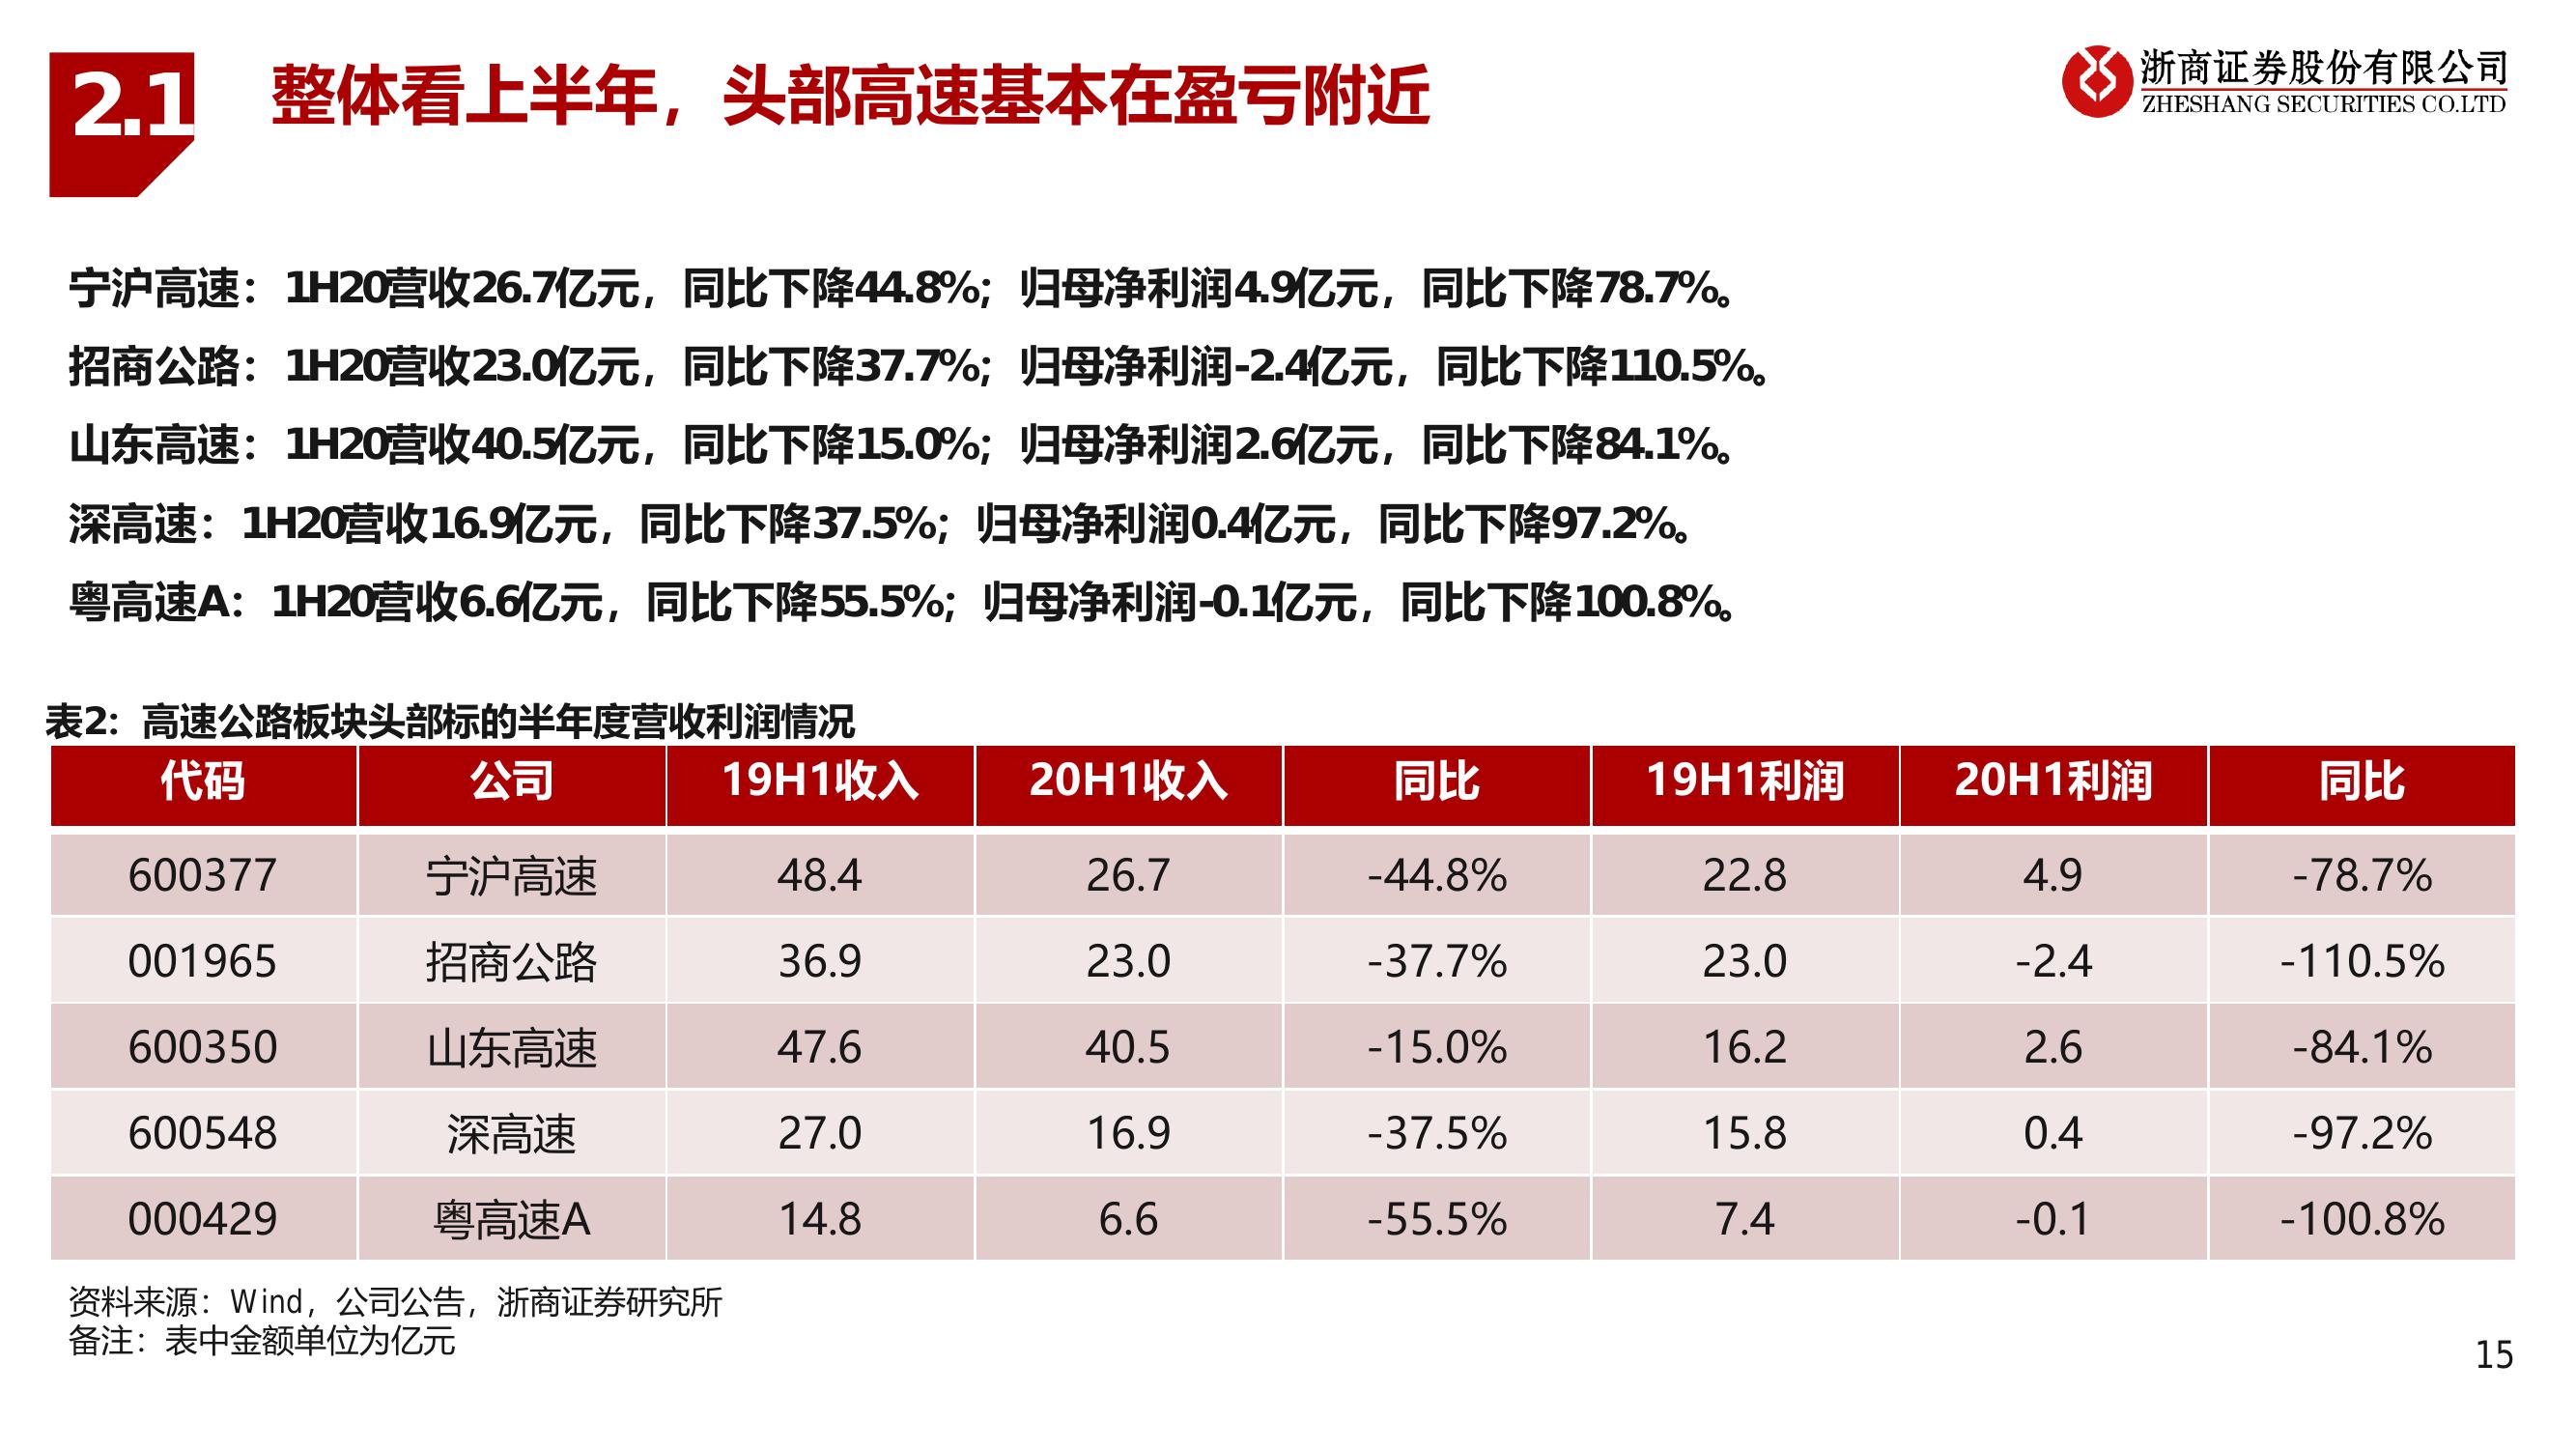 2.1
整体看上半年，头部高速基本在盈亏附近
浙商证券股份有限公司
ZHESHANG SECURITIES CO.LTD
宁沪高速：1H20营收26.7亿元，同比下降44.8%；归母净利润4.9亿元，同比下降78.7%。
招商公路：1H20营收23.0亿元，同比下降37.7%；归母净利润-2.4亿元，同比下降110.5%。
山东高速：1H20营收40.5亿元，同比下降15.0%；归母净利润2.6亿元，同比下降84.1%。
深高速：1H20营收16.9亿元，同比下降37.5%；归母净利润0.4亿元，同比下降97.2%。
粤高速A：1H20营收6.6亿元，同比下降55.5%；归母净利润-0.1亿元，同比下降100.8%。
表2：高速公路板块头部标的半年度营收利润情况
代码 公司 19H1收入 20H1收入 同比 19H1利润 20H1利润 同比
600377 宁沪高速 48.4 26.7 -44.8% 22.8 4.9 -78.7%
001965 招商公路 36.9 23.0 -37.7% 23.0 -2.4 -110.5%
600350 山东高速 47.6 40.5 -15.0% 16.2 2.6 -84.1%
600548 深高速 27.0 16.9 -37.5% 15.8 0.4 -97.2%
000429 粤高速A 14.8 6.6 -55.5% 7.4 -0.1 -100.8%
资料来源：Wind，公司公告，浙商证券研究所
备注：表中金额单位为亿元
15